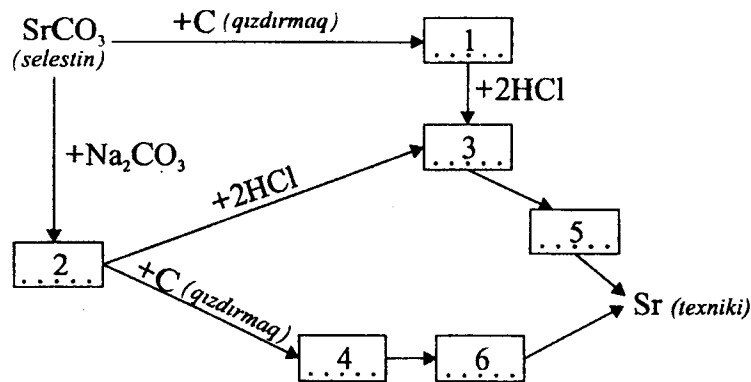 SrCO₃
(selestin)
+C (qızdırmaq)
1
+2HCl
3
+Na₂CO₃
+2HCl
5
2
+C (qızdırmaq)
4
6
Sr (texniki)